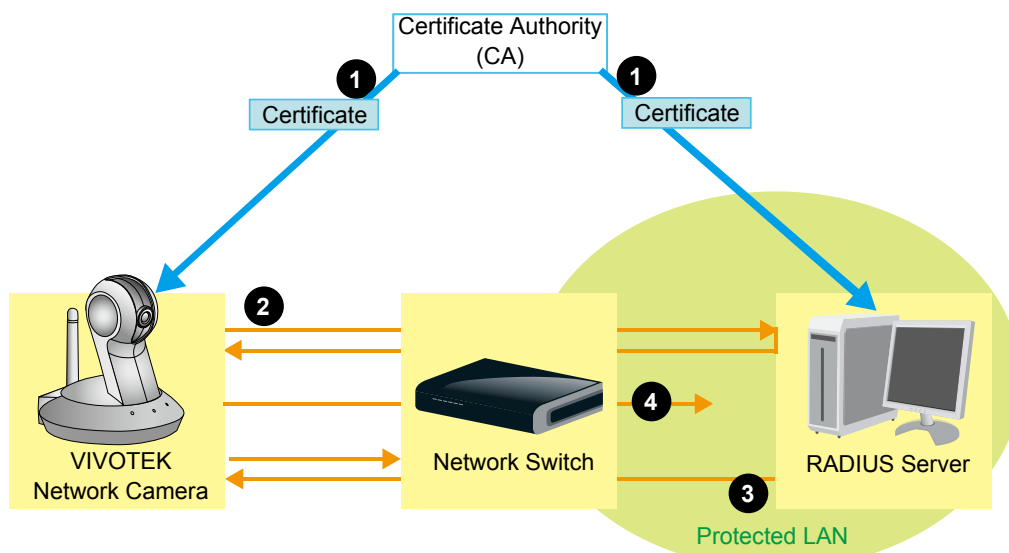 Certificate Authority
(CA)
1
1
Certificate
Certificate
2
4
VIVOTEK
Network Camera
Network Switch
RADIUS Server
3
Protected LAN